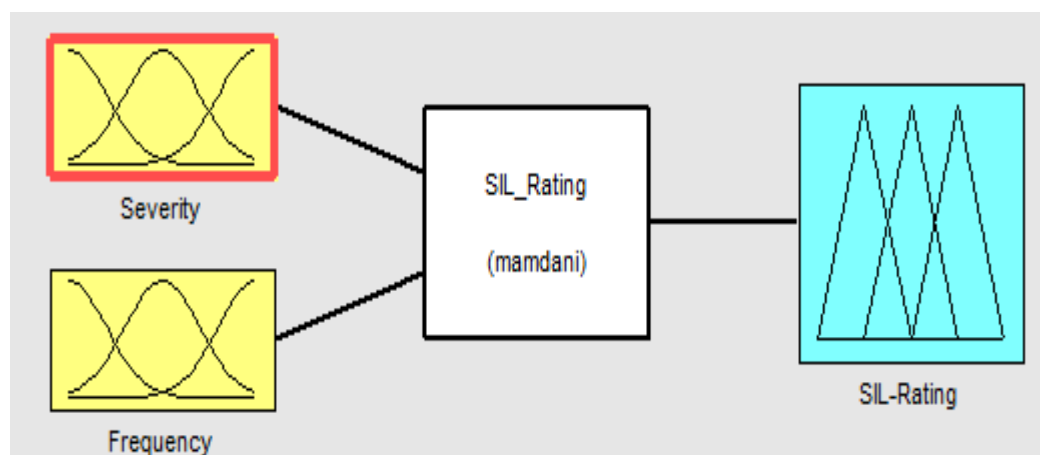 Severity
SIL_Rating
(mamdani)
SIL-Rating
Frequency